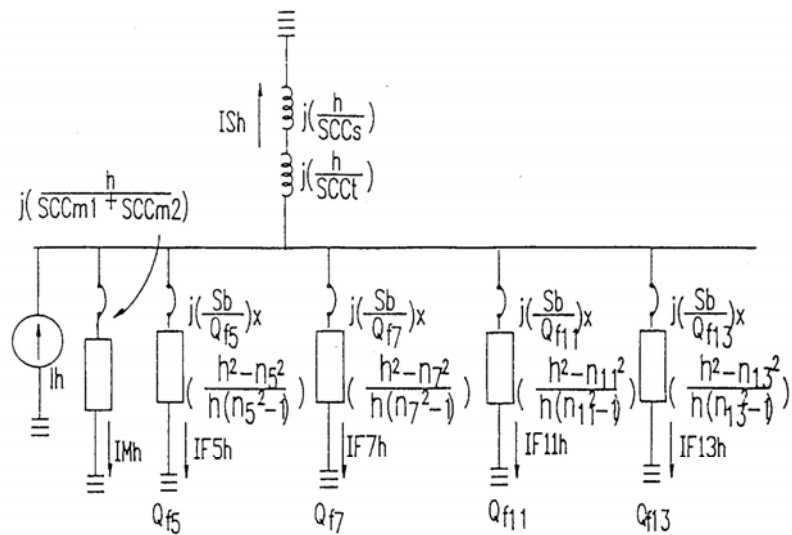 ISh
j(h/SCCs)
j(h/SCCt)
j(h/SCCm1 + SCCm2)
Ih
IMh
j(Sb/Qf5)x
(h²-n5²/h(n5²-1))
IF5h
Qf5
j(Sb/Qf7)x
(h²-n7²/h(n7²-1))
IF7h
Qf7
j(Sb/Qf11)x
(h²-n11²/h(n11²-1))
IF11h
Qf11
j(Sb/Qf13)x
(h²-n13²/h(n13²-1))
IF13h
Qf13